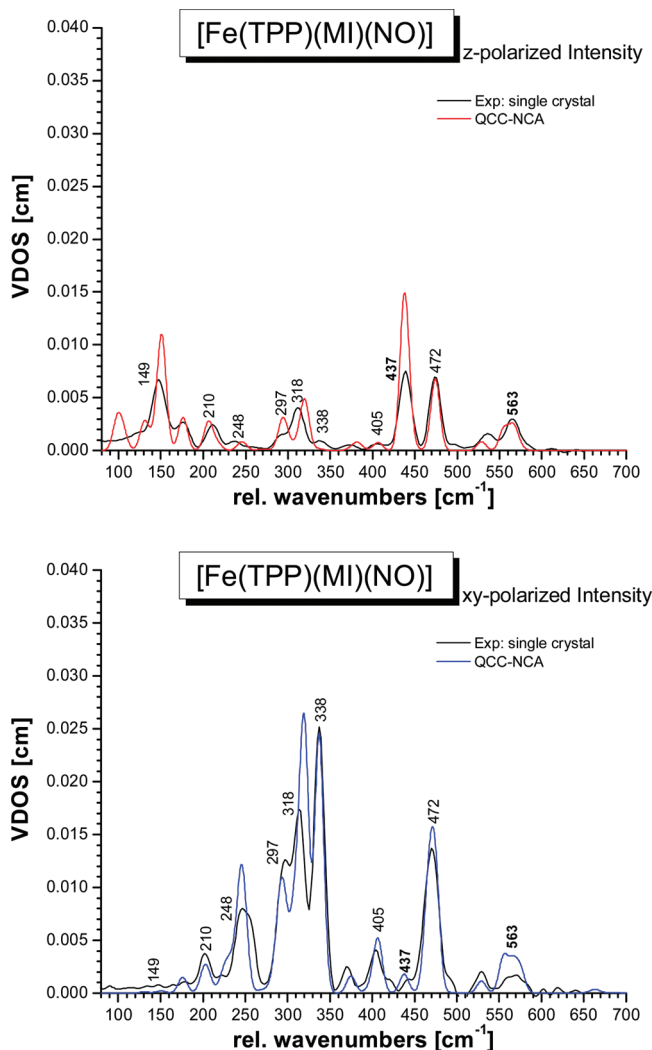 [Fe(TPP)(MI)(NO)]
z-polarized Intensity
Exp: single crystal
QCC-NCA
VDOS [cm]
0.040
0.035
0.030
0.025
0.020
0.015
0.010
0.005
0.000
149
210
248
297
318
338
405
437
472
563
100 150 200 250 300 350 400 450 500 550 600 650 700
rel. wavenumbers [cm⁻¹]
[Fe(TPP)(MI)(NO)]
xy-polarized Intensity
Exp: single crystal
QCC-NCA
VDOS [cm]
0.040
0.035
0.030
0.025
0.020
0.015
0.010
0.005
0.000
149
210
248
297
318
338
405
437
472
563
100 150 200 250 300 350 400 450 500 550 600 650 700
rel. wavenumbers [cm⁻¹]